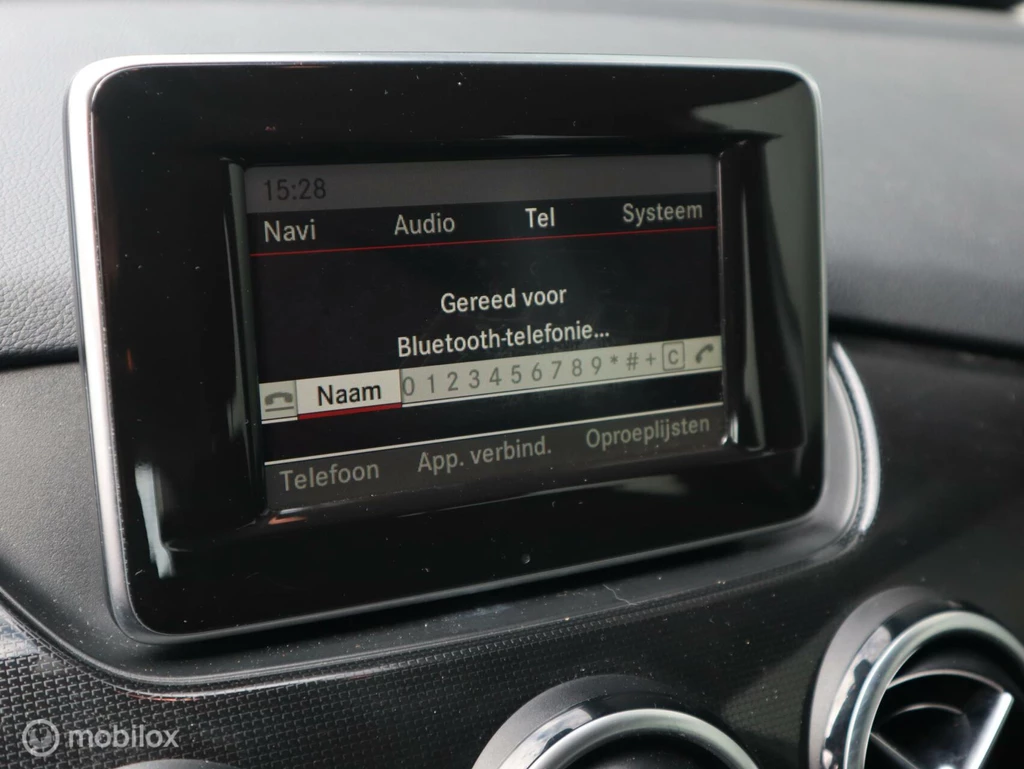 15:28
Navi Audio Tel Systeem
Gereed voor
Bluetooth-telefonie...
Naam 0 1 2 3 4 5 6 7 8 9 * # + C
Telefoon App. verbind. Oproeplijsten
mobilox